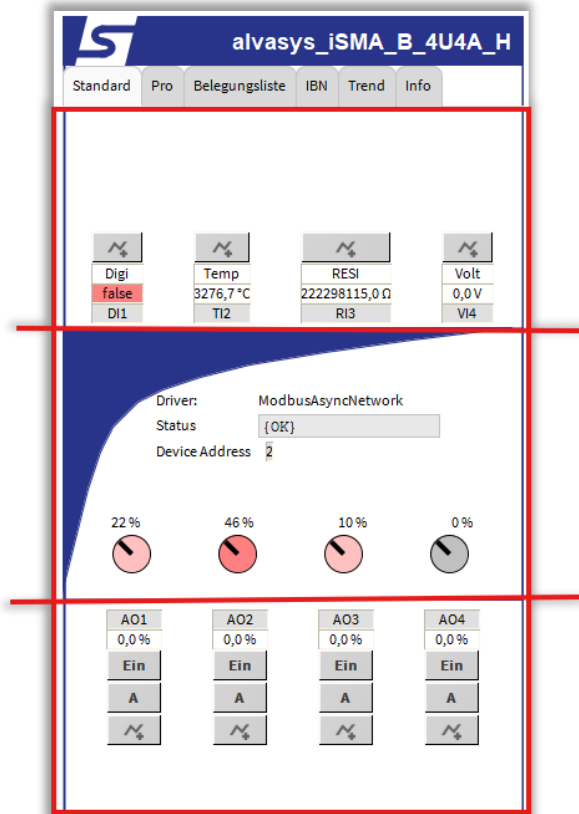 alvasys_iSMA_B_4U4A_H
Standard Pro Belegungsliste IBN Trend Info
Digi Temp RESI Volt
false 3276,7 °C 222298115,0 Ω 0,0 V
DI1 TI2 RI3 VI4
Driver: ModbusAsyncNetwork
Status {OK}
Device Address 2
22 % 46 % 10 % 0 %
AO1 AO2 AO3 AO4
0,0 % 0,0 % 0,0 % 0,0 %
Ein Ein Ein Ein
A A A A